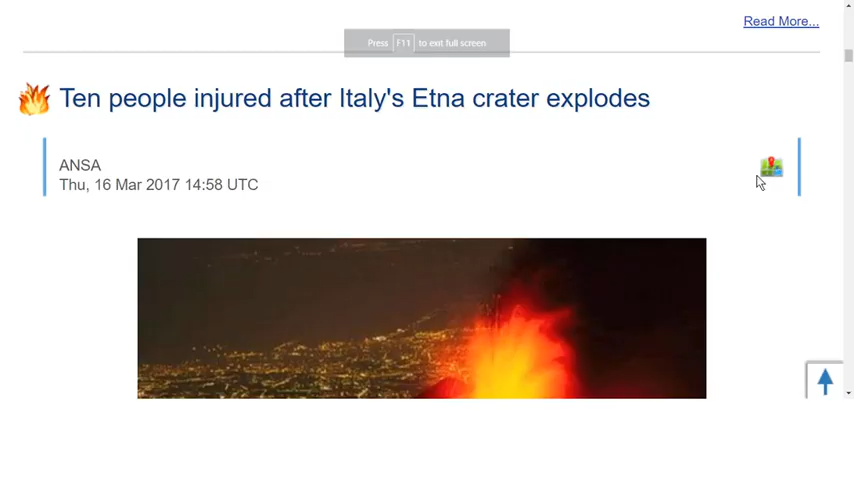 Read More...
Press F11 to exit full screen
Ten people injured after Italy's Etna crater explodes
ANSA
Thu, 16 Mar 2017 14:58 UTC